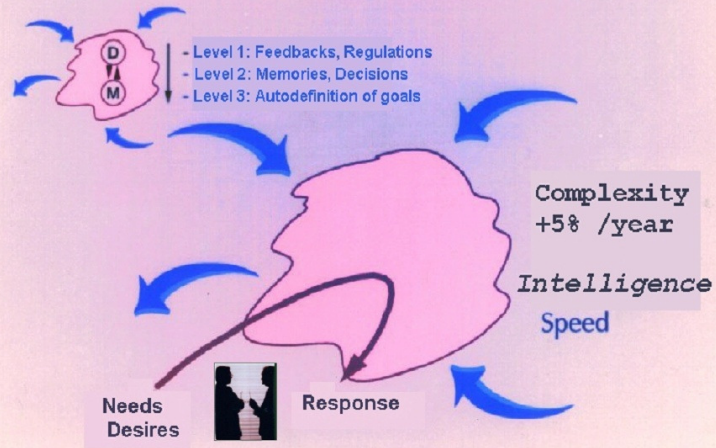 D
M
- Level 1: Feedbacks, Regulations
- Level 2: Memories, Decisions
- Level 3: Autodefinition of goals
Complexity
+5% /year
Intelligence
Speed
Needs
Desires
Response